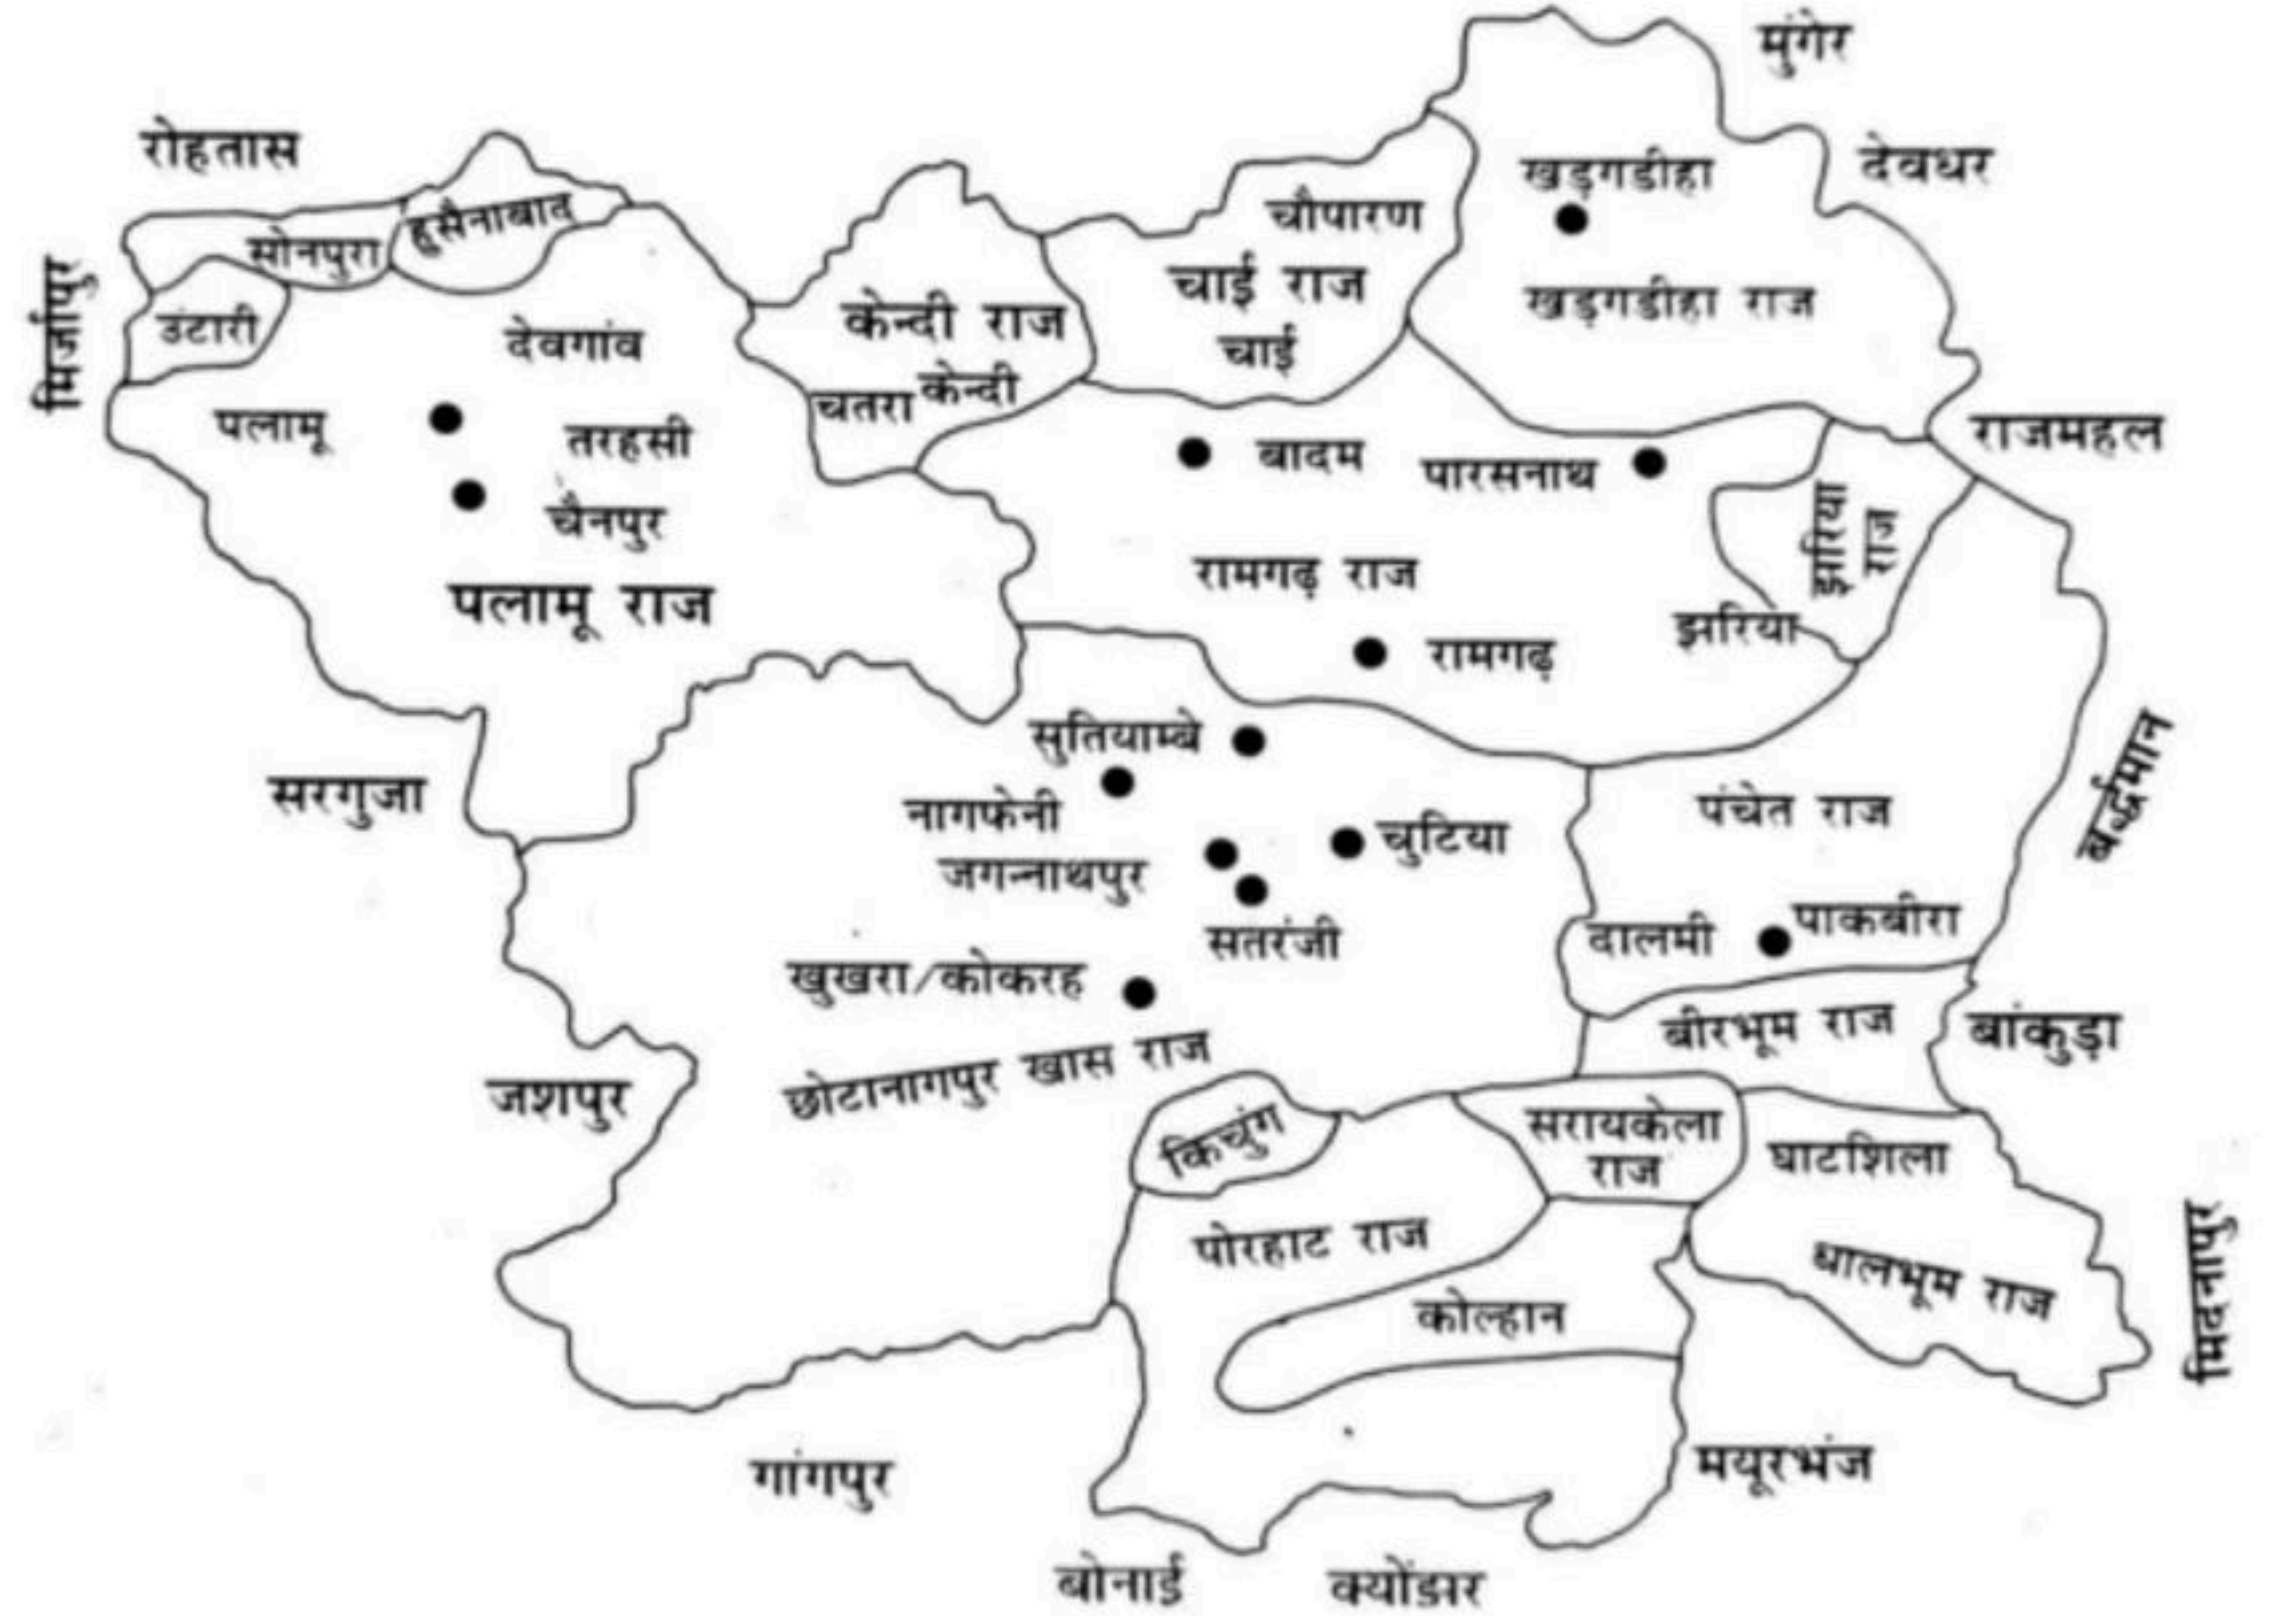 मुंगेर
रोहतास
देवधर
खड़गडीहा
चौपारण
हुसैनाबाद
सोनपुरा
मिर्जापुर
चाई राज
खड़गडीहा राज
उंटारी
केन्दी राज
देवगांव
चाई
केन्दी
चतरा
पलामू
तरहसी
राजमहल
बादम
पारसनाथ
चैनपुर
झरिया
राज
रामगढ़ राज
पलामू राज
झरिया
रामगढ़
सुतियाम्बे
सरगुजा
नागफेनी
पंचेत राज
बर्द्धमान
चुटिया
जगन्नाथपुर
सतरंजी
दालमी
पाकबीरा
खुखरा/कोकरह
बीरभूम राज
बांकुड़ा
छोटानागपुर खास राज
जशपुर
किचुंग
सरायकेला
राज
घाटशिला
पोरहाट राज
धालभूम राज
मिदनापुर
कोल्हान
गांगपुर
मयूरभंज
बोनाई
क्योंझर